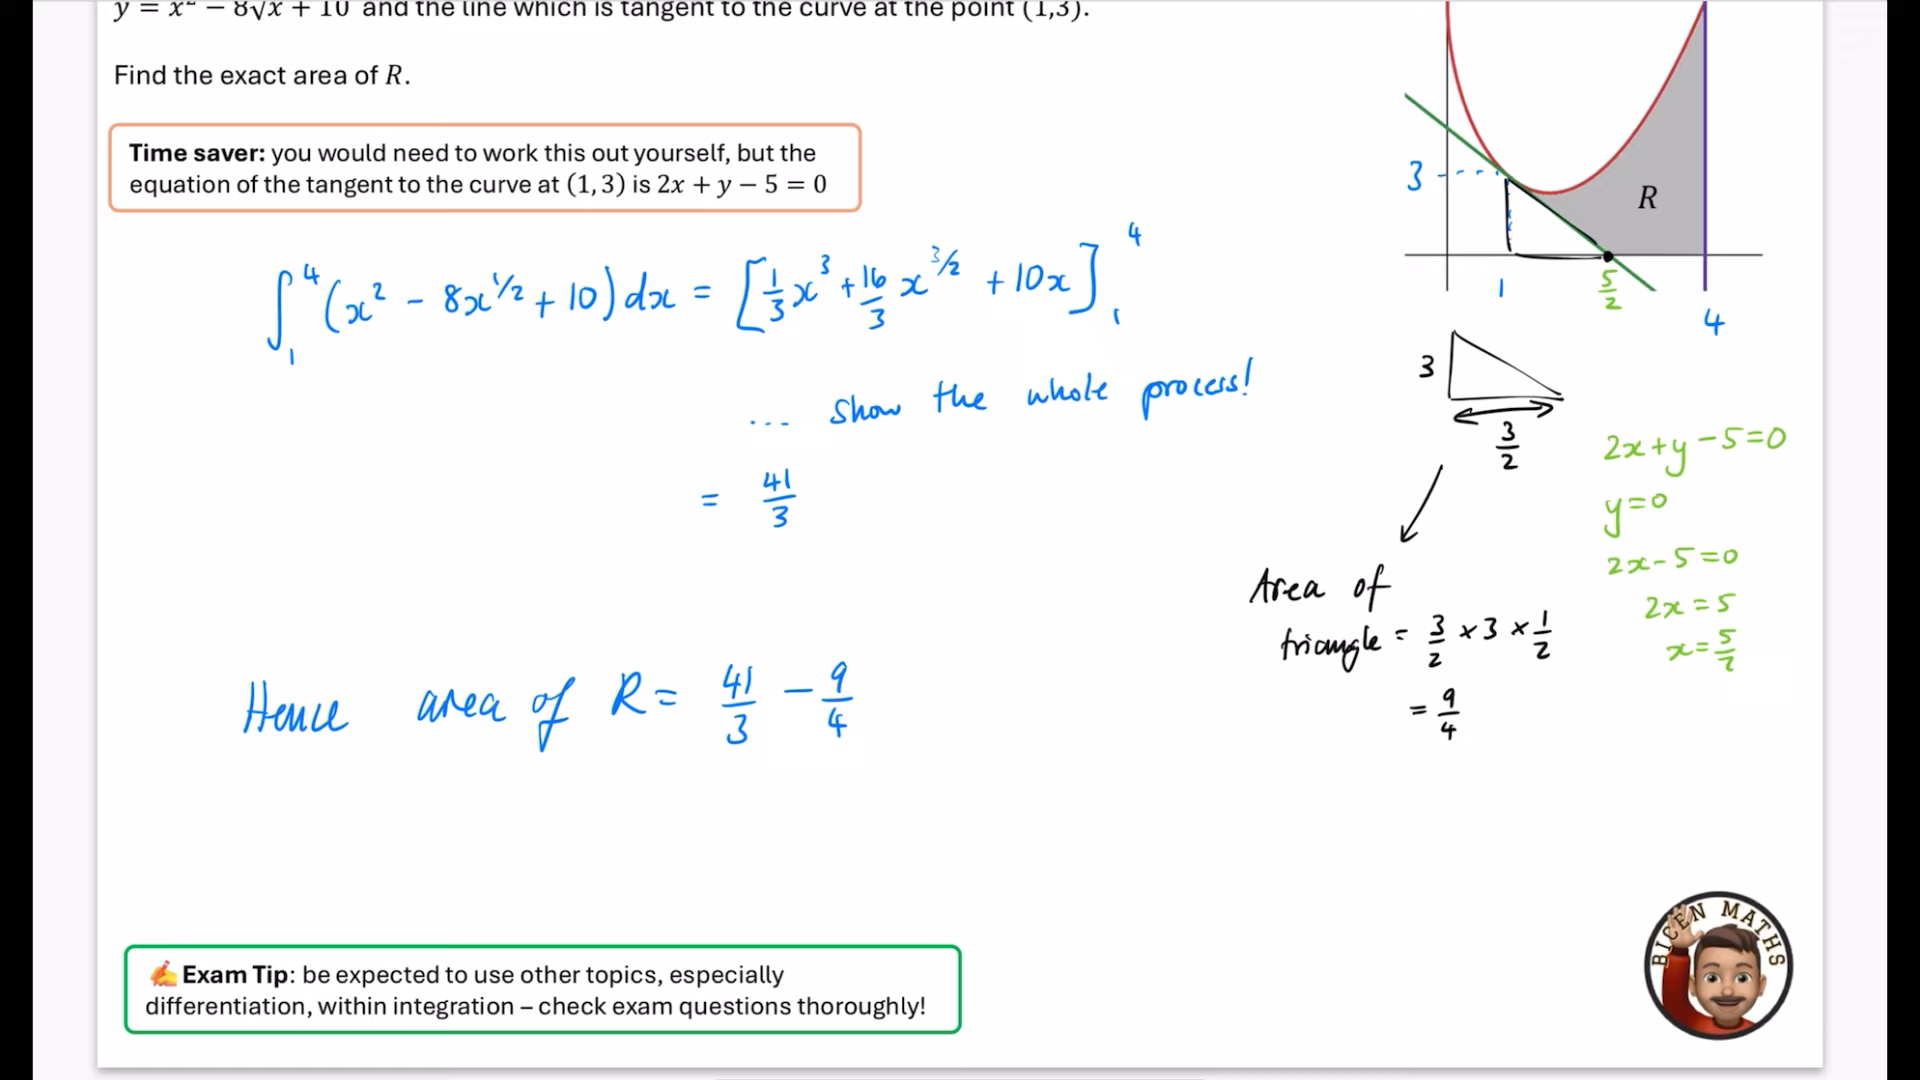 y = x² − 8√x + 10 and the line which is tangent to the curve at the point (1,3).
Find the exact area of R.
Time saver: you would need to work this out yourself, but the
equation of the tangent to the curve at (1, 3) is 2x + y − 5 = 0
∫₁⁴ (x² - 8x^1/2 + 10) dx = [1/3 x³ + 16/3 x^3/2 + 10x]₁⁴
... Show the whole process!
= 41/3
Hence area of R = 41/3 − 9/4
3
R
1
5/2
4
3
3/2
Area of
triangle = 3/2 × 3 × 1/2
= 9/4
2x+y−5=0
y=0
2x−5=0
2x=5
x=5/2
✍️ Exam Tip: be expected to use other topics, especially
differentiation, within integration – check exam questions thoroughly!
BICEN MATHS